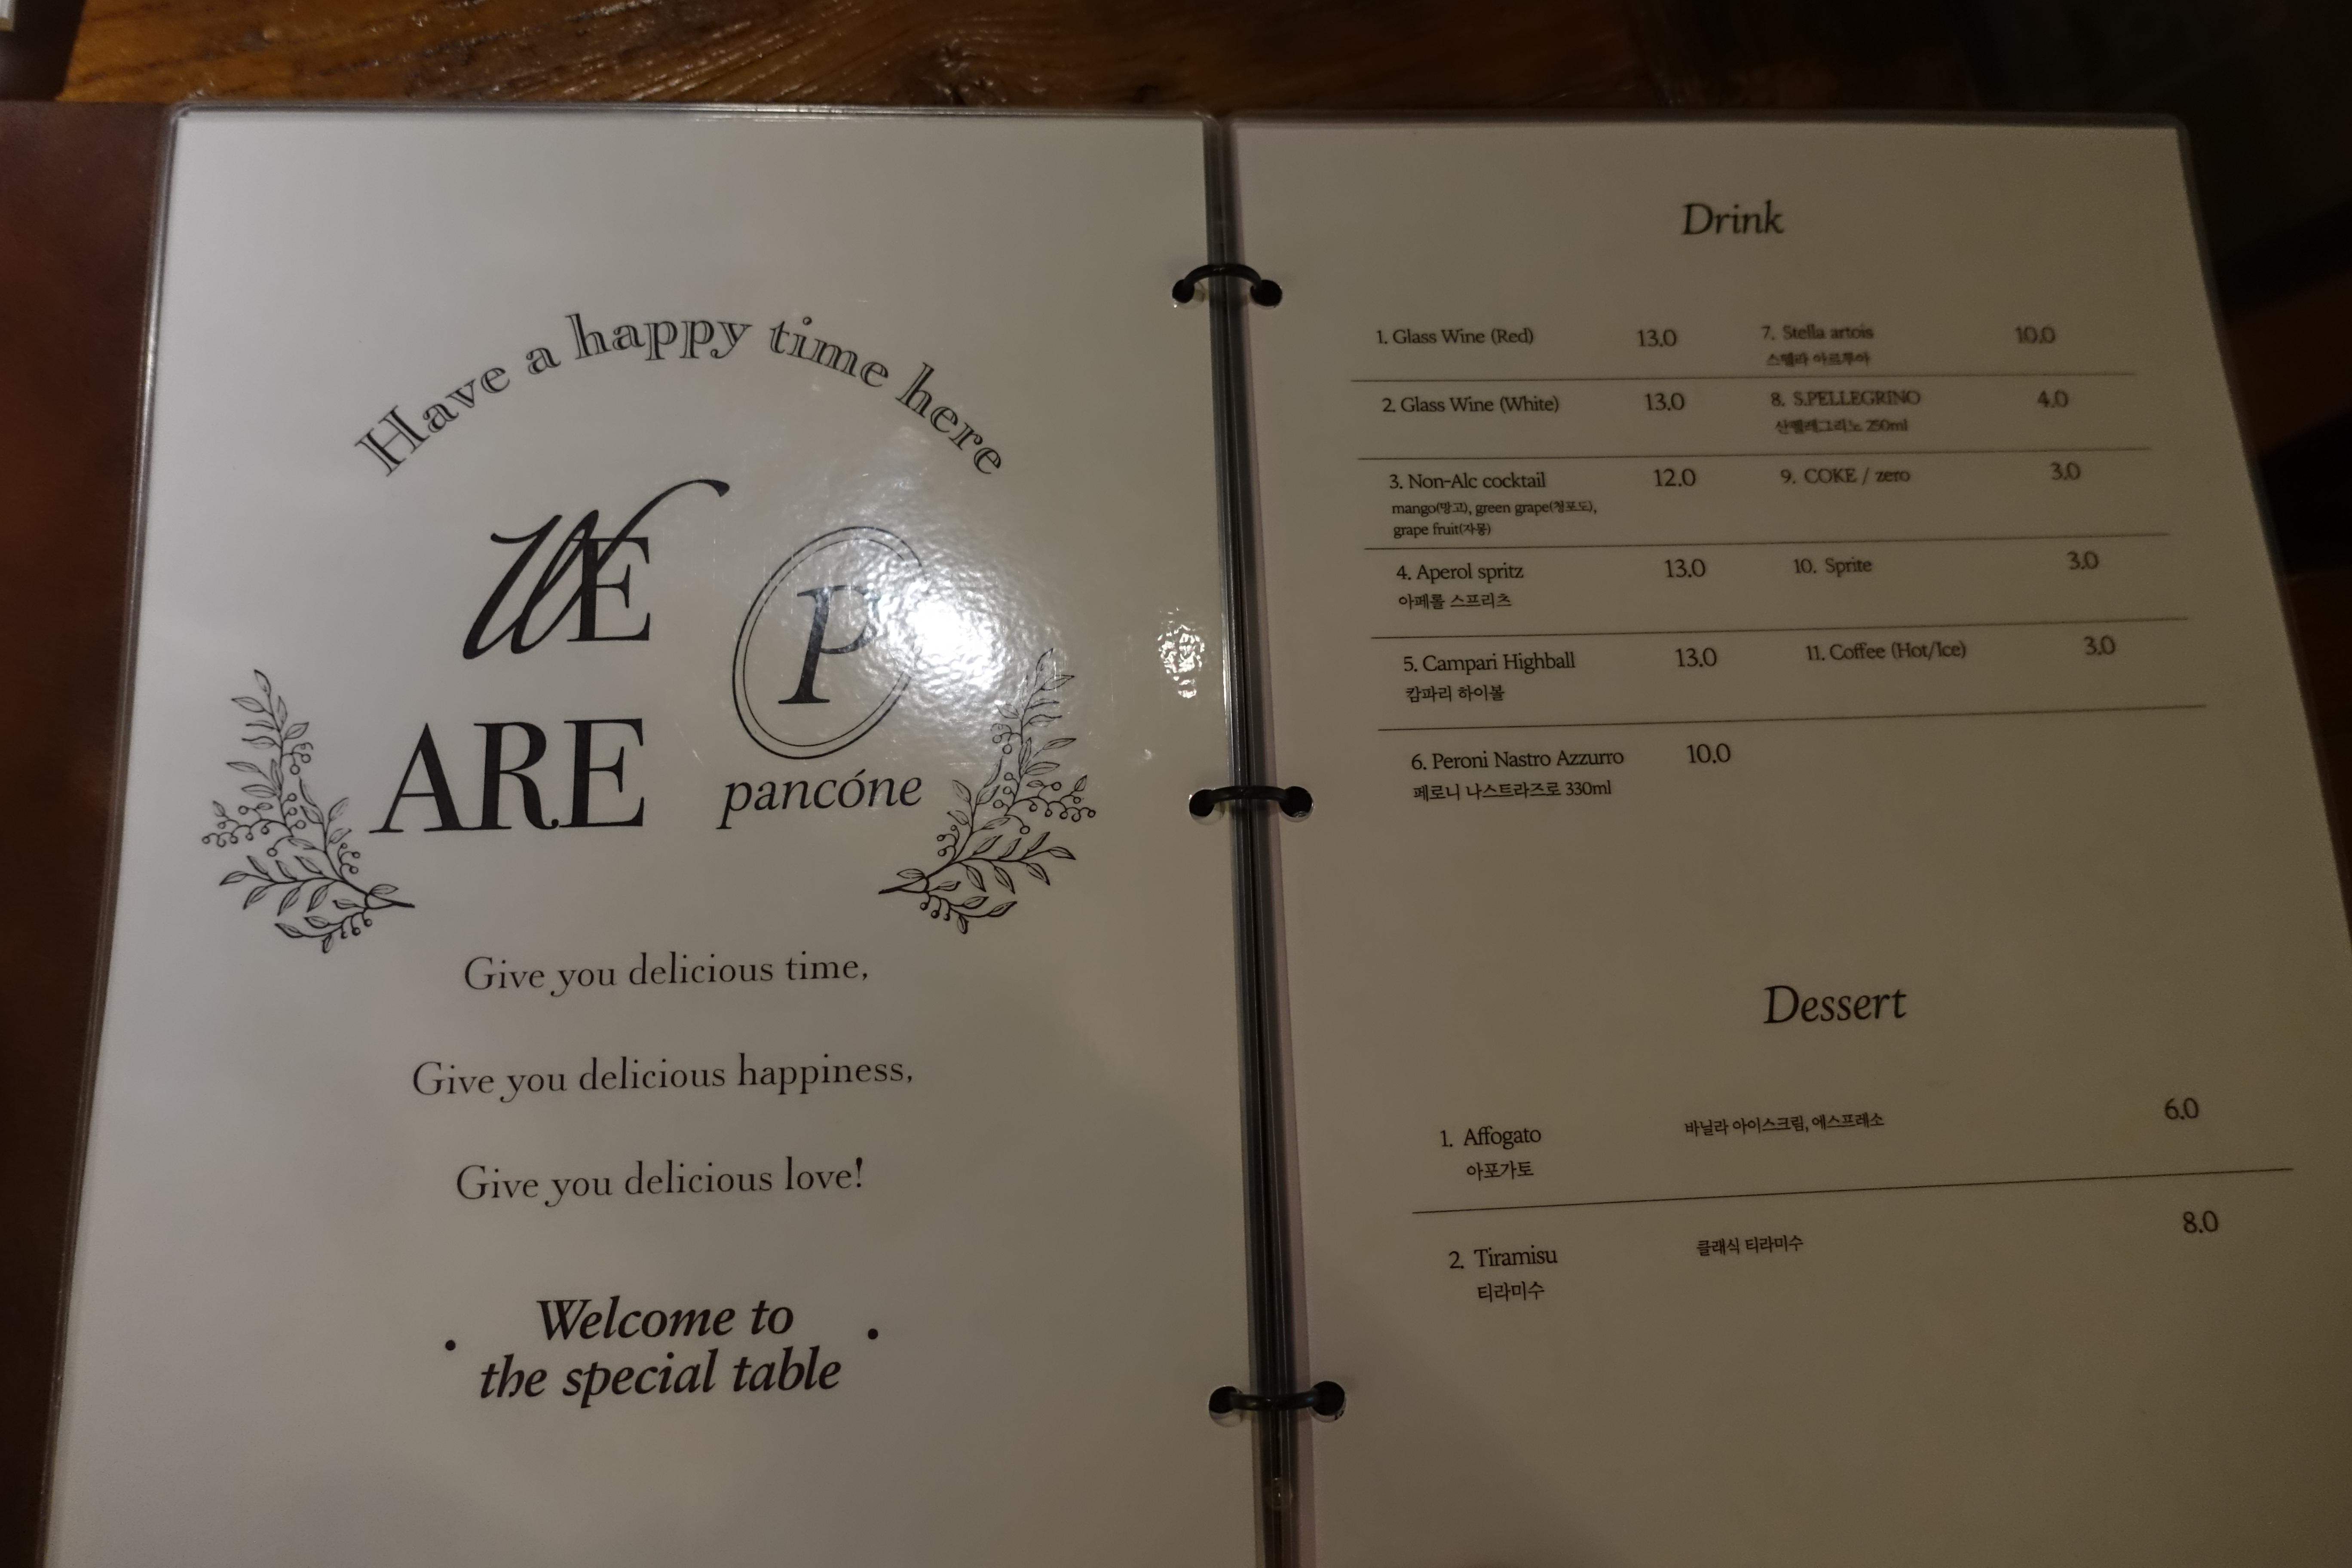 Have a happy time here
WE
ARE
P
pancóne
Give you delicious time,
Give you delicious happiness,
Give you delicious love!
• Welcome to •
the special table
Drink
1. Glass Wine (Red) 13.0
2. Glass Wine (White) 13.0
3. Non-Alc cocktail 12.0
mango(망고), green grape(청포도),
grape fruit(자몽)
4. Aperol spritz 13.0
아페롤 스프리츠
5. Campari Highball 13.0
캄파리 하이볼
6. Peroni Nastro Azzurro 10.0
페로니 나스트라즈로 330ml
7. Stella artois 10.0
스텔라 아르투아
8. S.PELLEGRINO 4.0
산펠레그리노 250ml
9. COKE / zero 3.0
10. Sprite 3.0
11. Coffee (Hot/Ice) 3.0
Dessert
1. Affogato 바닐라 아이스크림, 에스프레소 6.0
아포가토
2. Tiramisu 클래식 티라미수 8.0
티라미수